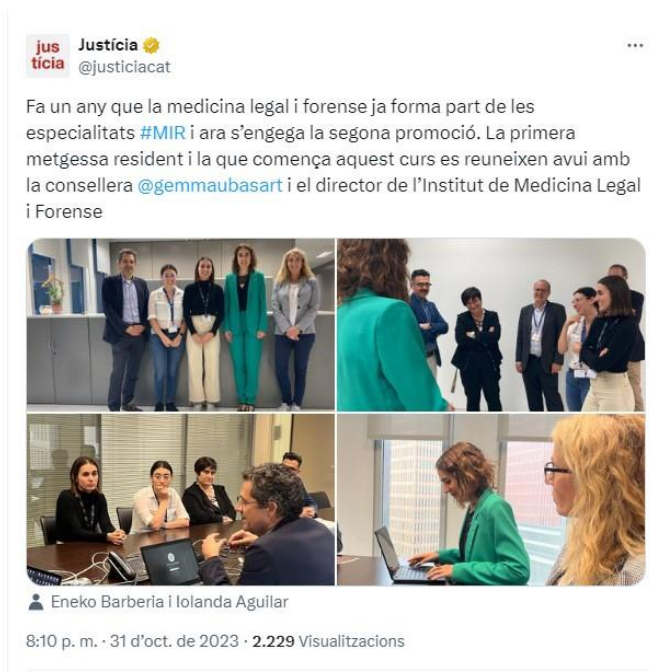 jus
tícia
Justícia
@justiciacat
Fa un any que la medicina legal i forense ja forma part de les
especialitats #MIR i ara s’engega la segona promoció. La primera
metgessa resident i la que comença aquest curs es reuneixen avui amb
la consellera @gemmaubasart i el director de l’Institut de Medicina Legal
i Forense
Eneko Barberia i Iolanda Aguilar
8:10 p. m. · 31 d’oct. de 2023 · 2.229 Visualitzacions